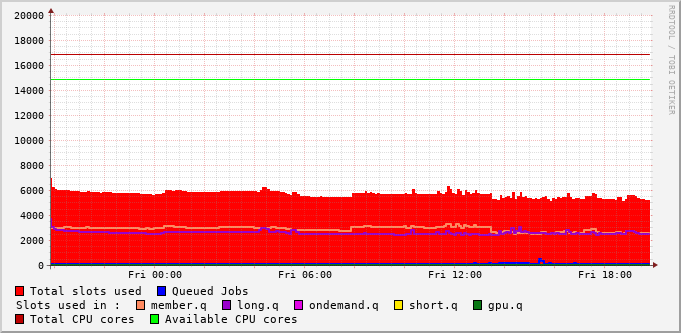 20000
18000
16000
14000
12000
10000
8000
6000
4000
2000
0
Fri 00:00 Fri 06:00 Fri 12:00 Fri 18:00
RRDTOOL / TOBI OETIKER
Total slots used Queued Jobs
Slots used in : member.q long.q ondemand.q short.q gpu.q
Total CPU cores Available CPU cores